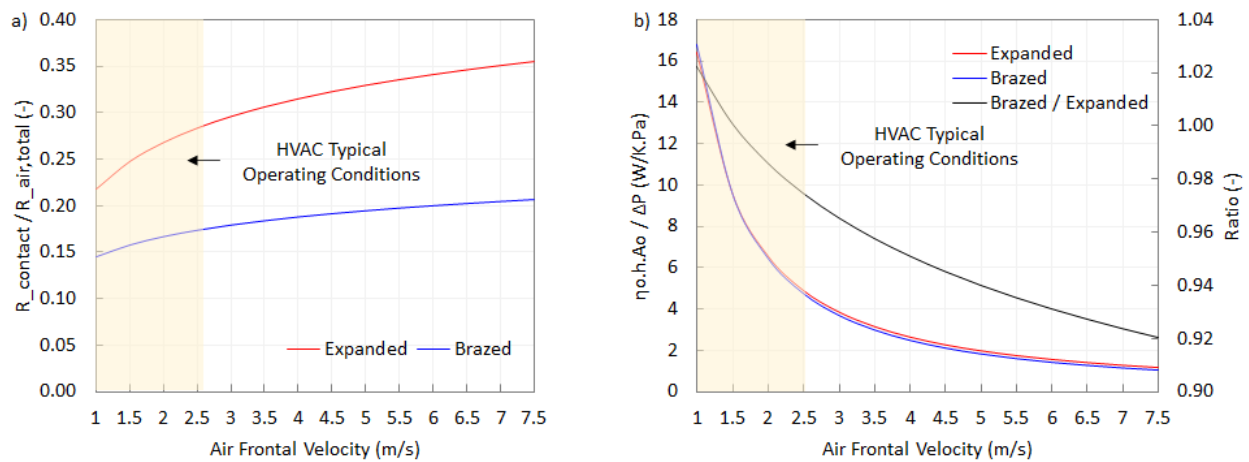 a)
R_contact / R_air,total (-)
0.40
0.35
0.30
0.25
0.20
0.15
0.10
0.05
0.00
HVAC Typical
Operating Conditions
Expanded Brazed
1 1.5 2 2.5 3 3.5 4 4.5 5 5.5 6 6.5 7 7.5
Air Frontal Velocity (m/s)
b)
ηo.h.Ao / ΔP (W/K.Pa)
18
16
14
12
10
8
6
4
2
0
Expanded
Brazed
Brazed / Expanded
HVAC Typical
Operating Conditions
1.04
1.02
1.00
0.98
0.96
0.94
0.92
0.90
Ratio (-)
1 1.5 2 2.5 3 3.5 4 4.5 5 5.5 6 6.5 7 7.5
Air Frontal Velocity (m/s)